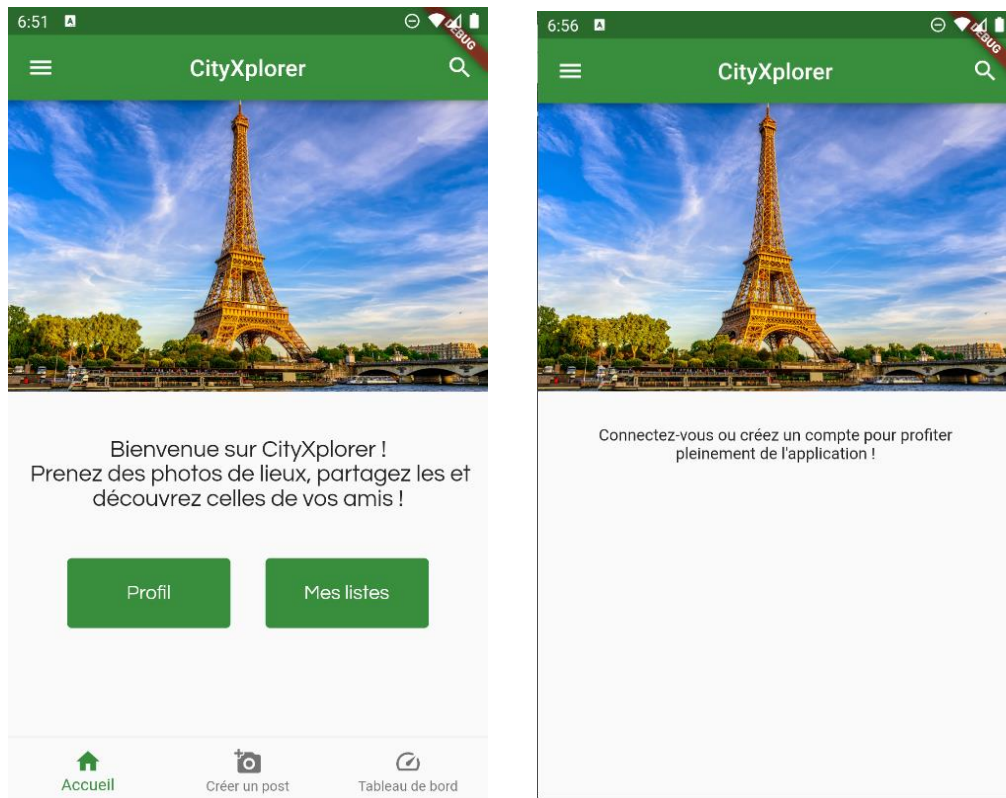 6:51 A
DEBUG
CityXplorer
Bienvenue sur CityXplorer !
Prenez des photos de lieux, partagez les et
découvrez celles de vos amis !
Profil
Mes listes
Accueil
Créer un post
Tableau de bord
6:56 A
DEBUG
CityXplorer
Connectez-vous ou créez un compte pour profiter
pleinement de l'application !